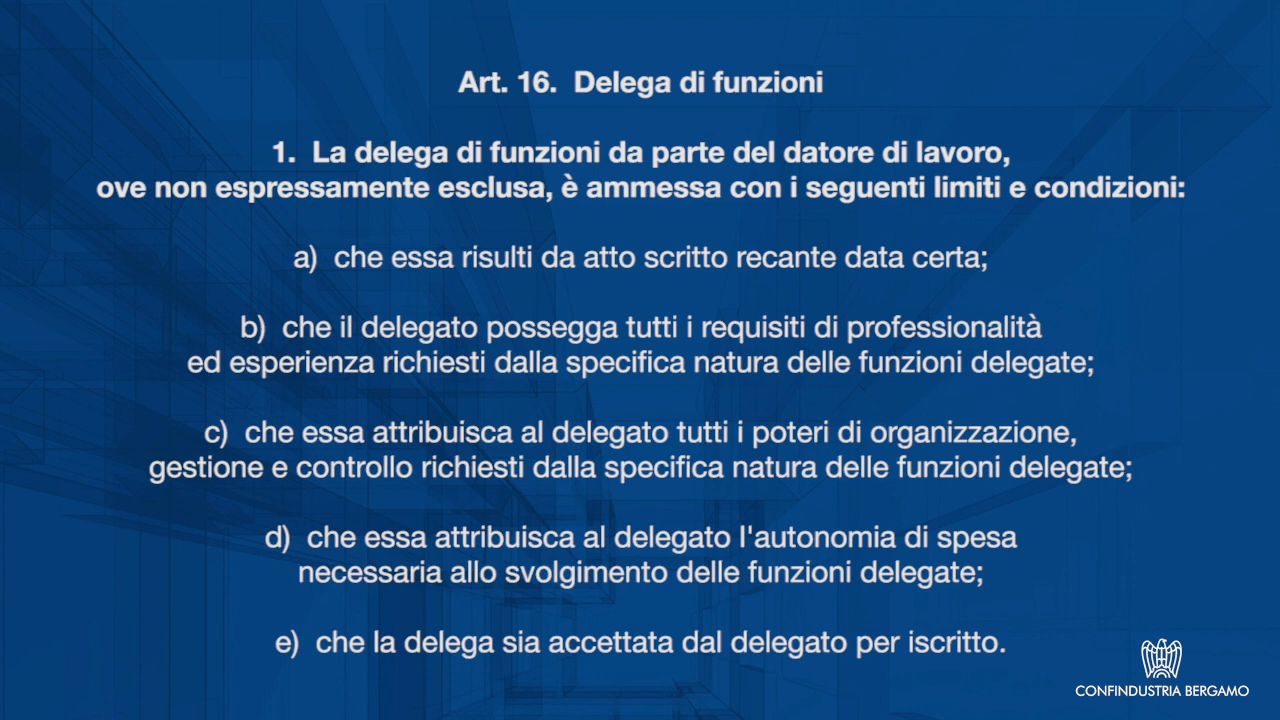 Art. 16.  Delega di funzioni
1.  La delega di funzioni da parte del datore di lavoro,
ove non espressamente esclusa, è ammessa con i seguenti limiti e condizioni:
a)  che essa risulti da atto scritto recante data certa;
b)  che il delegato possegga tutti i requisiti di professionalità
ed esperienza richiesti dalla specifica natura delle funzioni delegate;
c)  che essa attribuisca al delegato tutti i poteri di organizzazione,
gestione e controllo richiesti dalla specifica natura delle funzioni delegate;
d)  che essa attribuisca al delegato l'autonomia di spesa
necessaria allo svolgimento delle funzioni delegate;
e)  che la delega sia accettata dal delegato per iscritto.
CONFINDUSTRIA BERGAMO